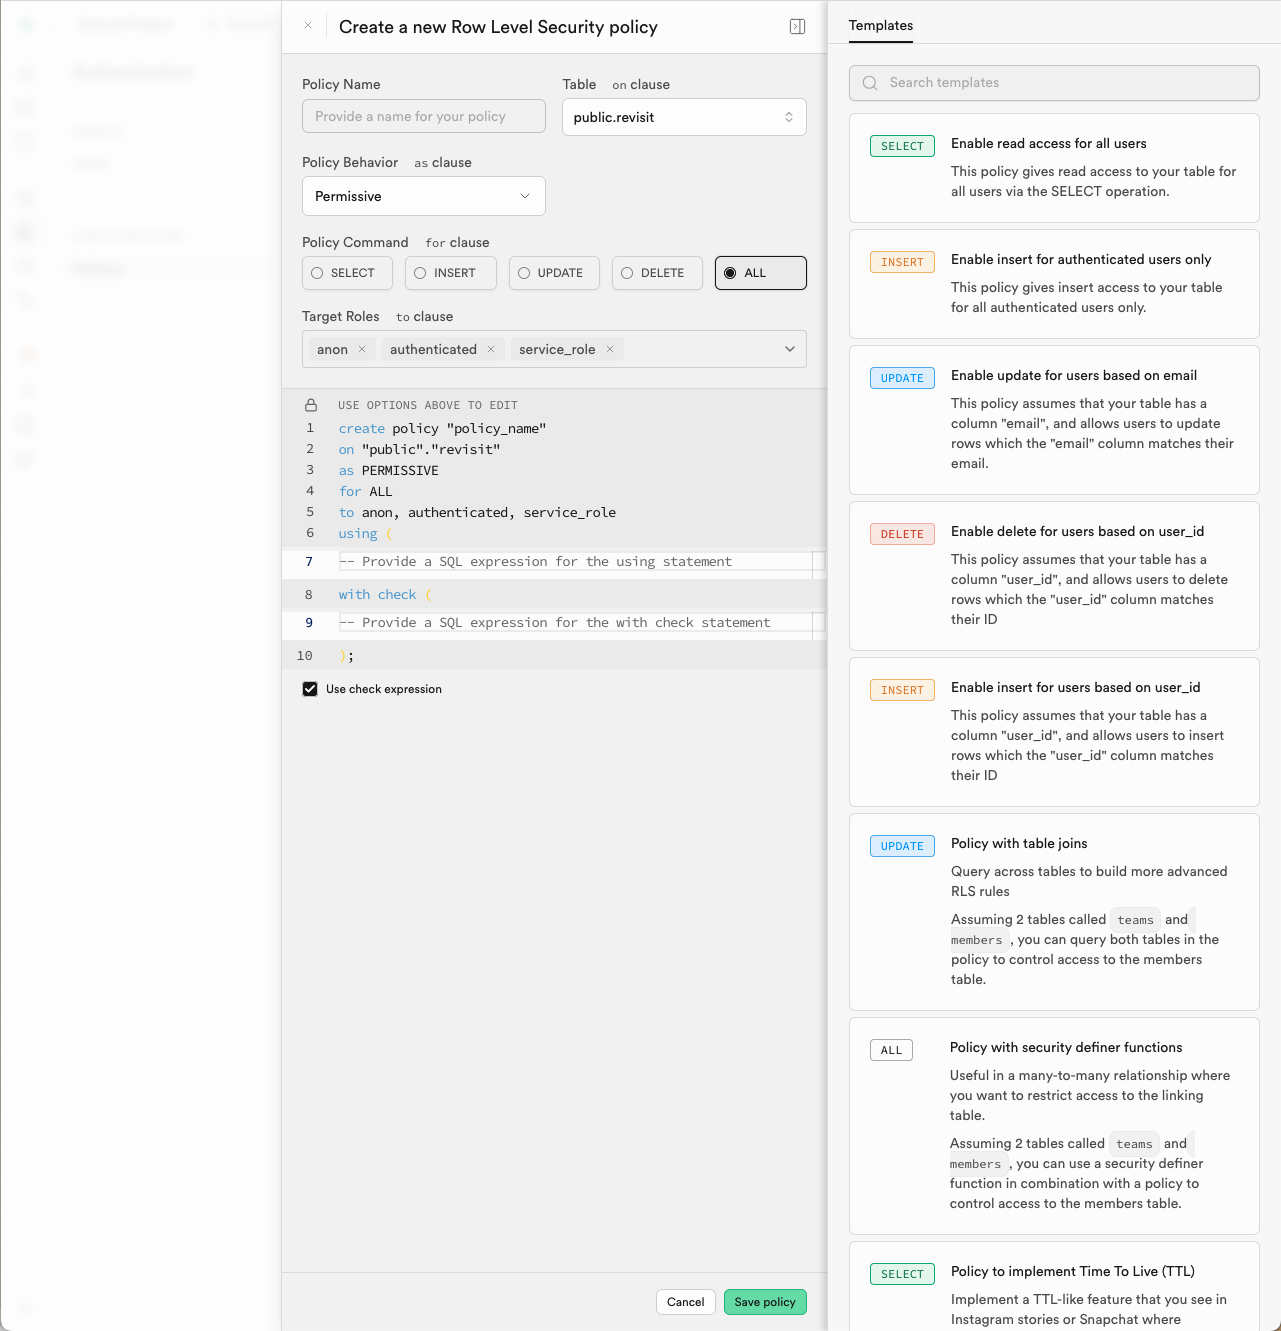 Create a new Row Level Security policy
Policy Name
Provide a name for your policy
Table on clause
public.revisit
Policy Behavior as clause
Permissive
Policy Command for clause
SELECT
INSERT
UPDATE
DELETE
ALL
Target Roles to clause
anon
authenticated
service_role
USE OPTIONS ABOVE TO EDIT
1 create policy "policy_name"
2 on "public"."revisit"
3 as PERMISSIVE
4 for ALL
5 to anon, authenticated, service_role
6 using (
7 -- Provide a SQL expression for the using statement
8 with check (
9 -- Provide a SQL expression for the with check statement
10 );
Use check expression
Cancel
Save policy
Templates
Search templates
SELECT
Enable read access for all users
This policy gives read access to your table for
all users via the SELECT operation.
INSERT
Enable insert for authenticated users only
This policy gives insert access to your table
for all authenticated users only.
UPDATE
Enable update for users based on email
This policy assumes that your table has a
column "email", and allows users to update
rows which the "email" column matches their
email.
DELETE
Enable delete for users based on user_id
This policy assumes that your table has a
column "user_id", and allows users to delete
rows which the "user_id" column matches
their ID
INSERT
Enable insert for users based on user_id
This policy assumes that your table has a
column "user_id", and allows users to insert
rows which the "user_id" column matches
their ID
UPDATE
Policy with table joins
Query across tables to build more advanced
RLS rules
Assuming 2 tables called teams and
members , you can query both tables in the
policy to control access to the members
table.
ALL
Policy with security definer functions
Useful in a many-to-many relationship where
you want to restrict access to the linking
table.
Assuming 2 tables called teams and
members , you can use a security definer
function in combination with a policy to
control access to the members table.
SELECT
Policy to implement Time To Live (TTL)
Implement a TTL-like feature that you see in
Instagram stories or Snapchat where